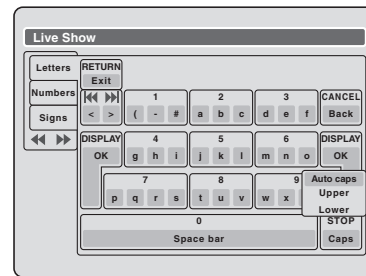 Live Show
Letters
Numbers
Signs
RETURN
Exit
< >
1
( - #
2
a b c
3
d e f
CANCEL
Back
DISPLAY
OK
4
g h i
5
j k l
6
m n o
DISPLAY
OK
7
p q r s
8
t u v
9
w x
Auto caps
Upper
Lower
0
Space bar
STOP
Caps